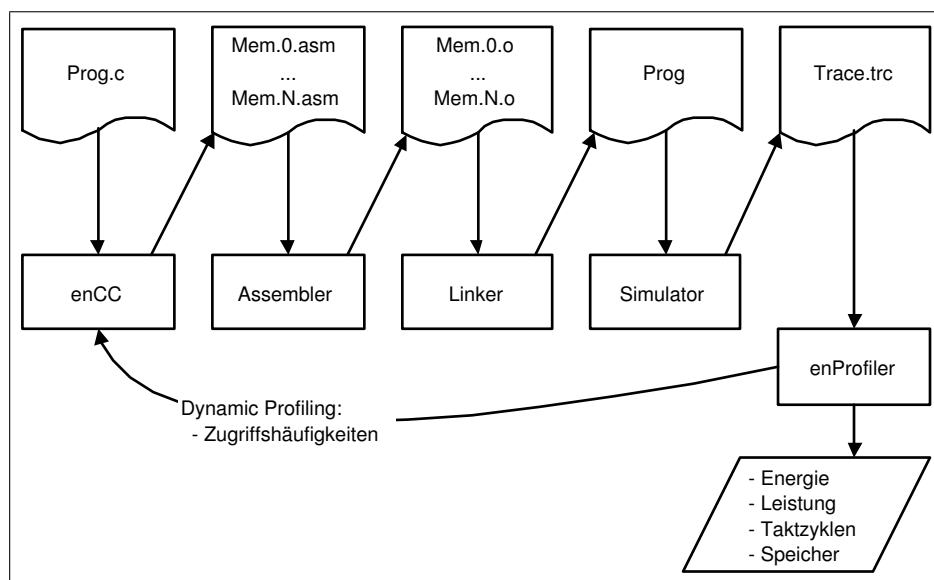 Prog.c
Mem.0.asm
...
Mem.N.asm
Mem.0.o
...
Mem.N.o
Prog
Trace.trc
enCC
Assembler
Linker
Simulator
enProfiler
Dynamic Profiling:
- Zugriffshäufigkeiten
- Energie
- Leistung
- Taktzyklen
- Speicher